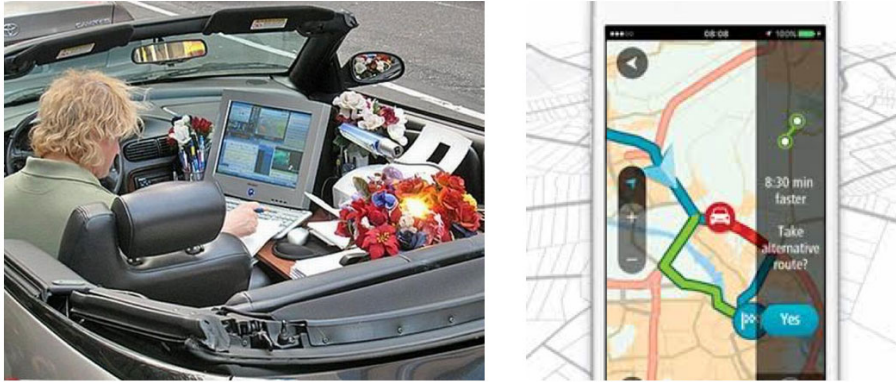 08:08
100%
8:30 min
faster
Take
alternative
route?
Yes